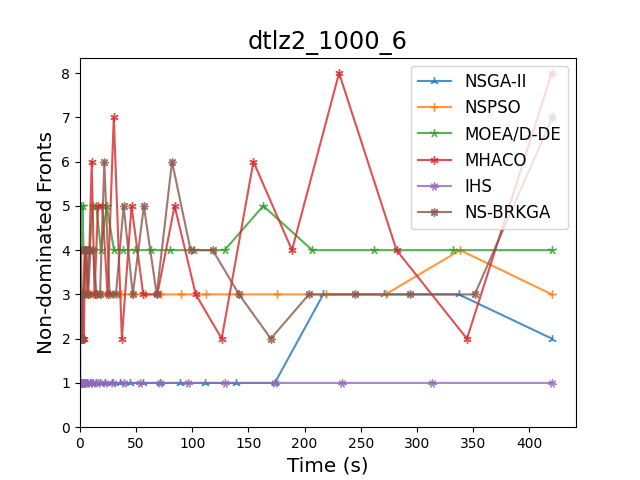 dtlz2_1000_6
Non-dominated Fronts
8
7
6
5
4
3
2
1
0
0 50 100 150 200 250 300 350 400
Time (s)
NSGA-II
NSPSO
MOEA/D-DE
MHACO
IHS
NS-BRKGA